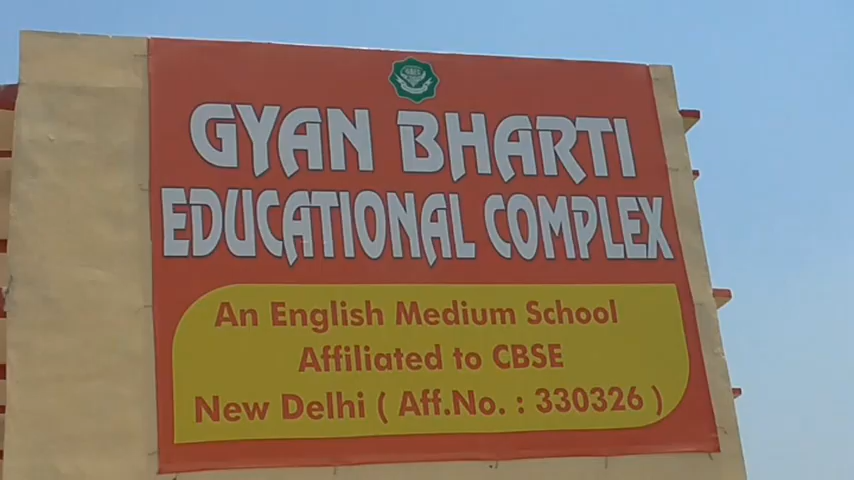 GYAN BHARTI
EDUCATIONAL COMPLEX
An English Medium School
Affiliated to CBSE
New Delhi ( Aff.No. : 330326 )